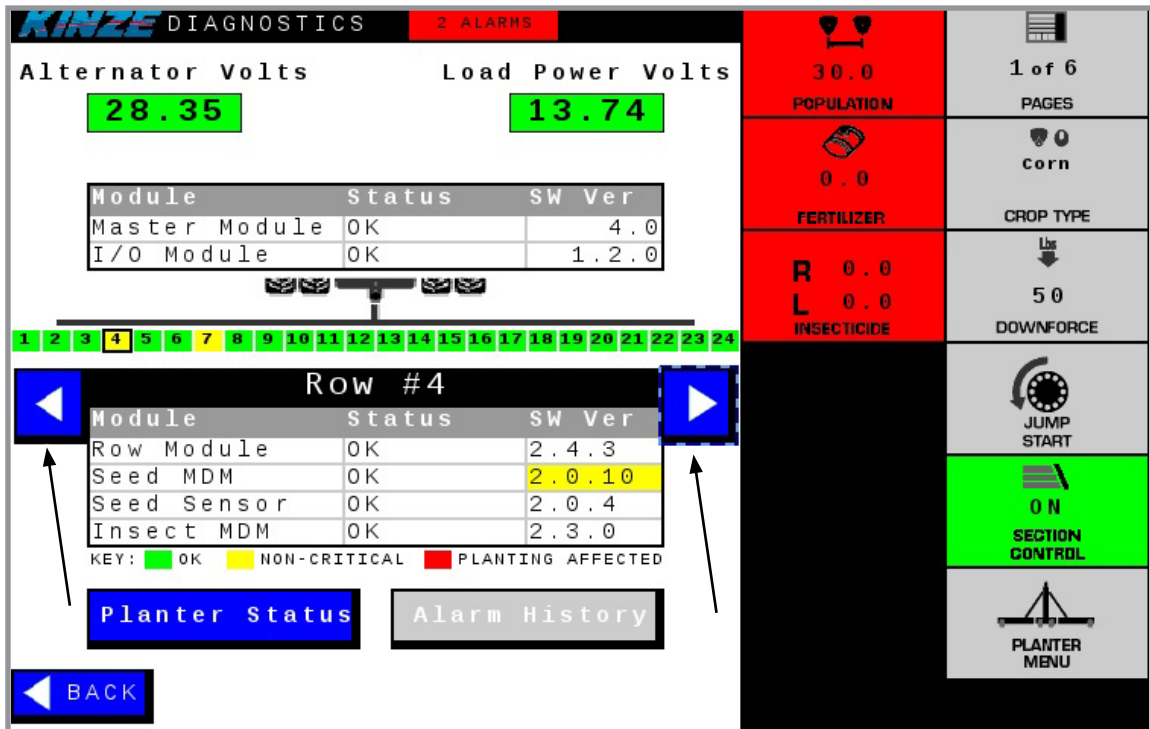 KINZE DIAGNOSTICS 2 ALARMS
Alternator Volts Load Power Volts
28.35 13.74
Module Status SW Ver
Master Module OK 4.0
I/O Module OK 1.2.0
1 2 3 4 5 6 7 8 9 10 11 12 13 14 15 16 17 18 19 20 21 22 23 24
Row #4
Module Status SW Ver
Row Module OK 2.4.3
Seed MDM OK 2.0.10
Seed Sensor OK 2.0.4
Insect MDM OK 2.3.0
KEY: OK NON-CRITICAL PLANTING AFFECTED
Planter Status Alarm History
BACK
30.0
POPULATION
0.0
FERTILIZER
R 0.0
L 0.0
INSECTICIDE
1 of 6
PAGES
Corn
CROP TYPE
Lbs
50
DOWNFORCE
JUMP
START
ON
SECTION
CONTROL
PLANTER
MENU